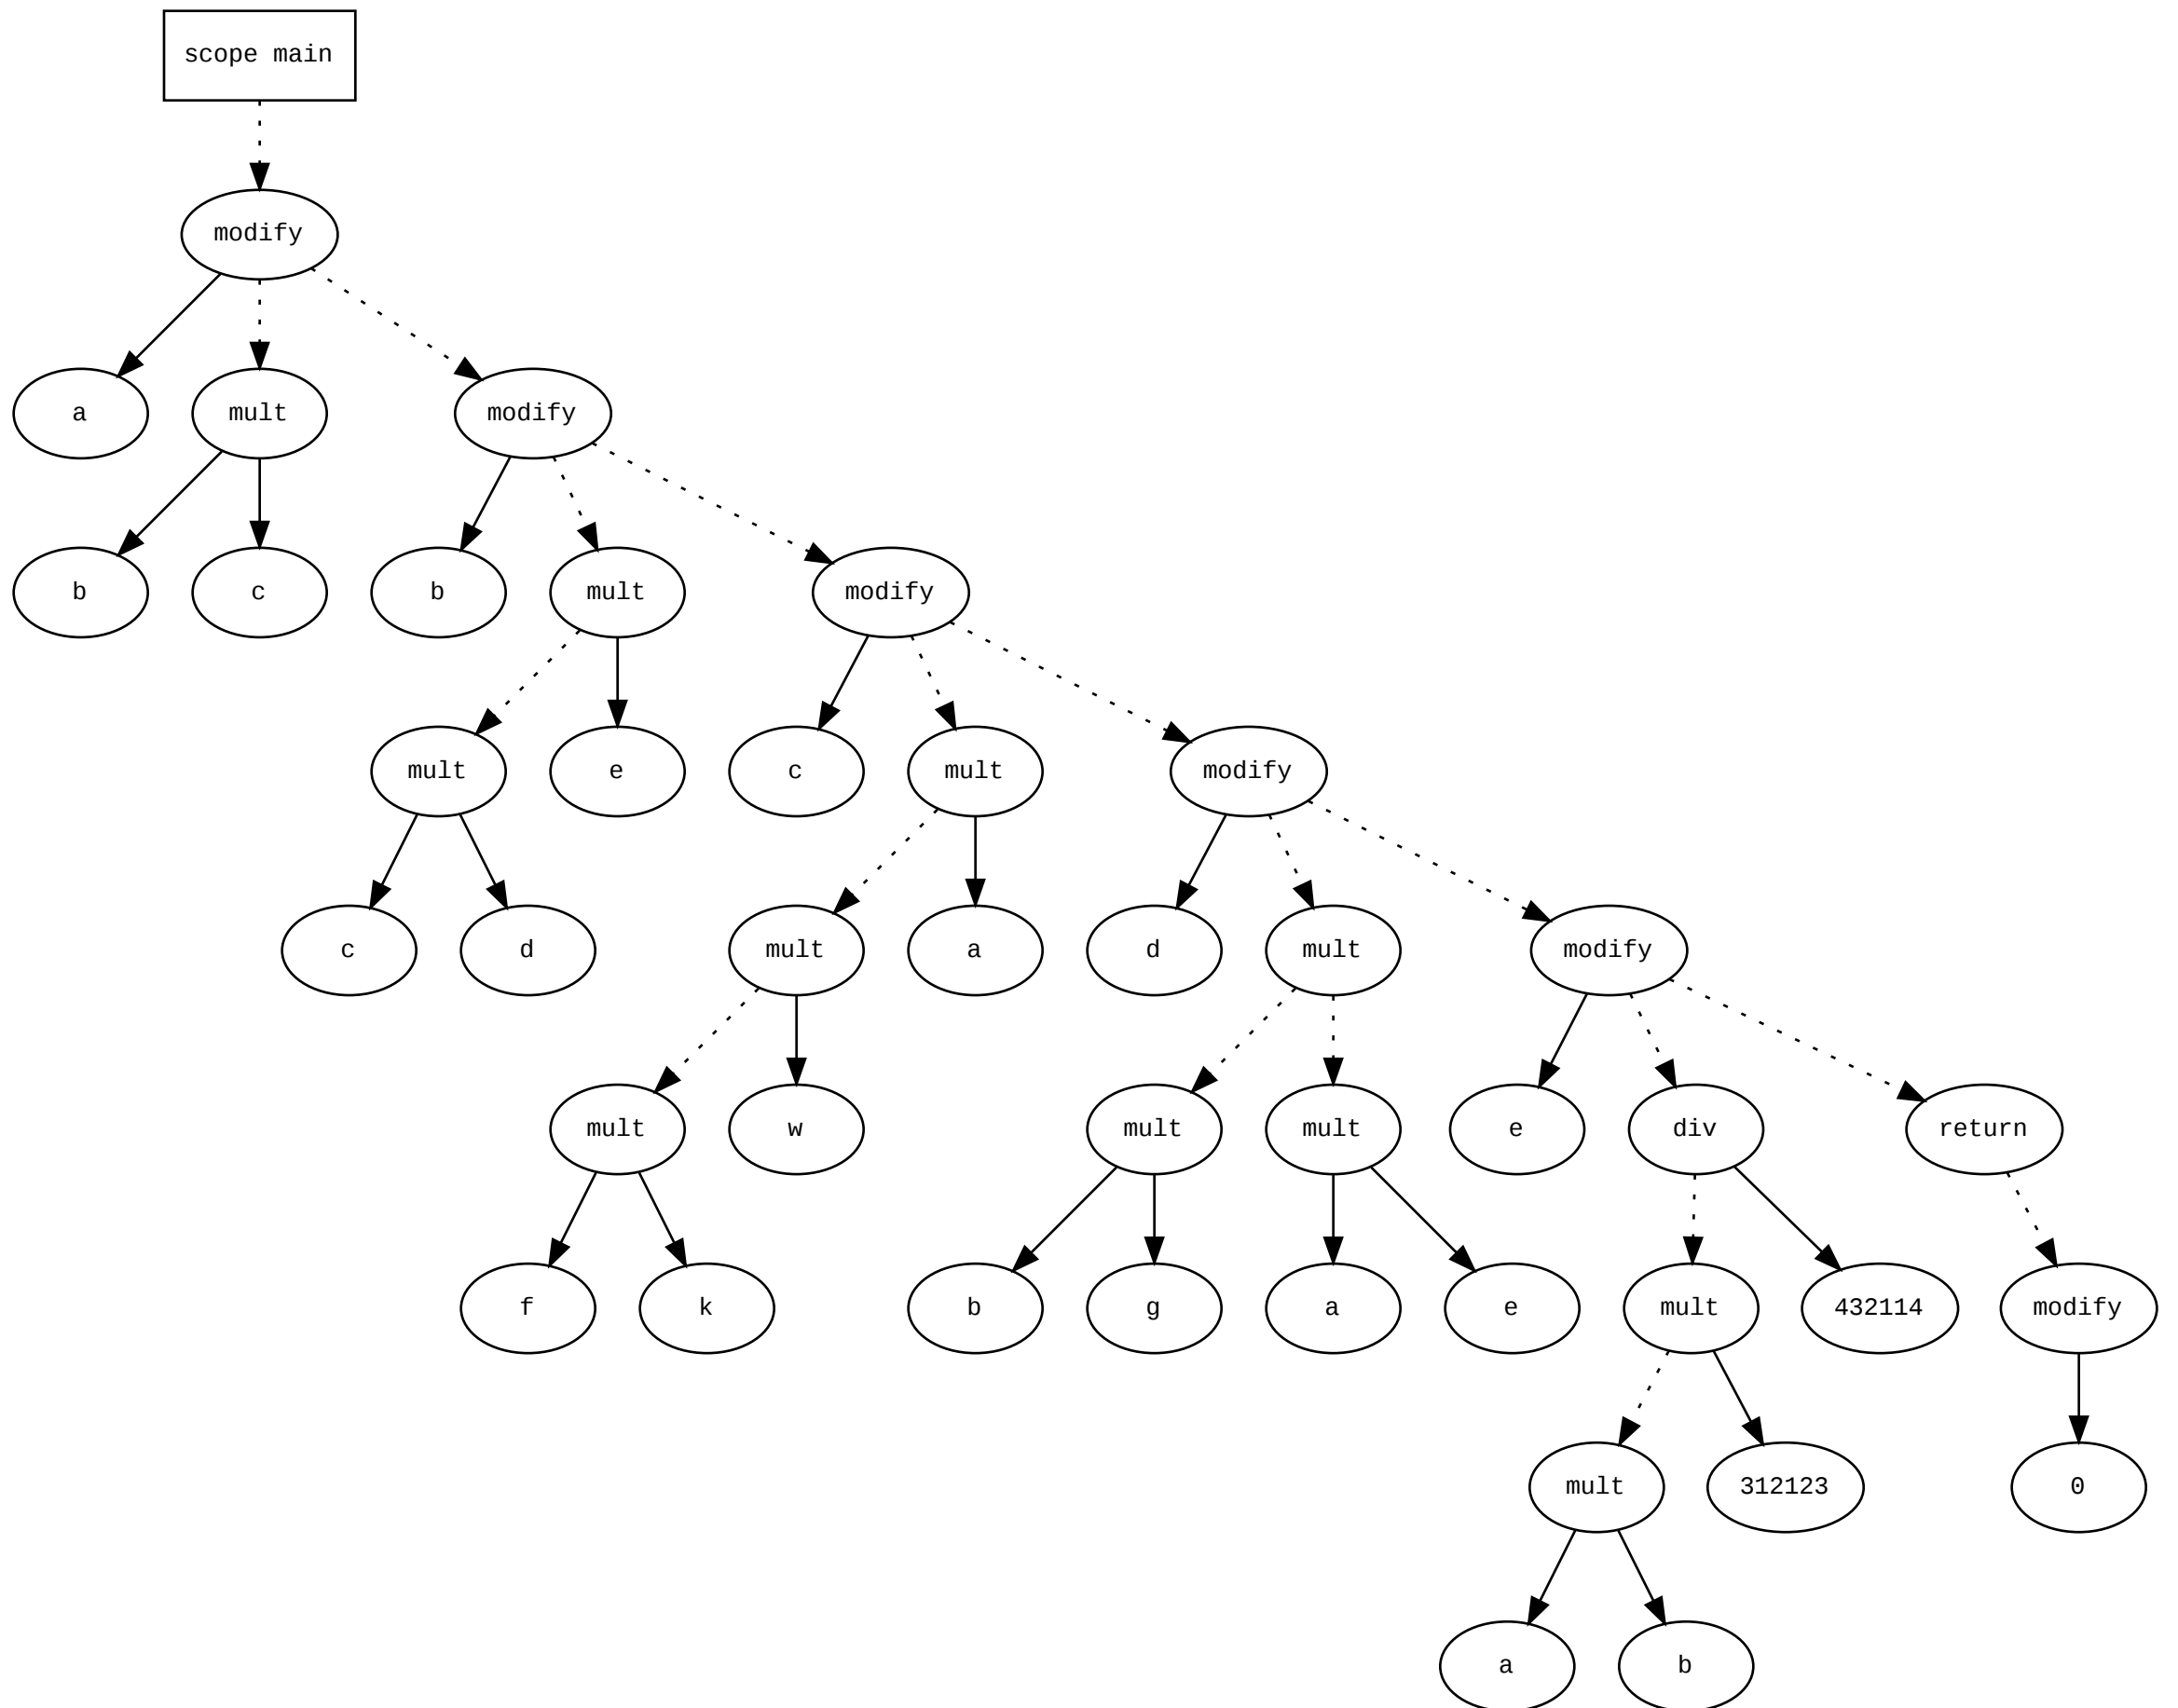 scope main
modify
a
mult
modify
b
c
b
mult
modify
mult
e
c
mult
modify
c
d
mult
a
d
mult
modify
mult
w
mult
mult
e
div
return
f
k
b
g
a
e
mult
432114
modify
mult
312123
0
a
b